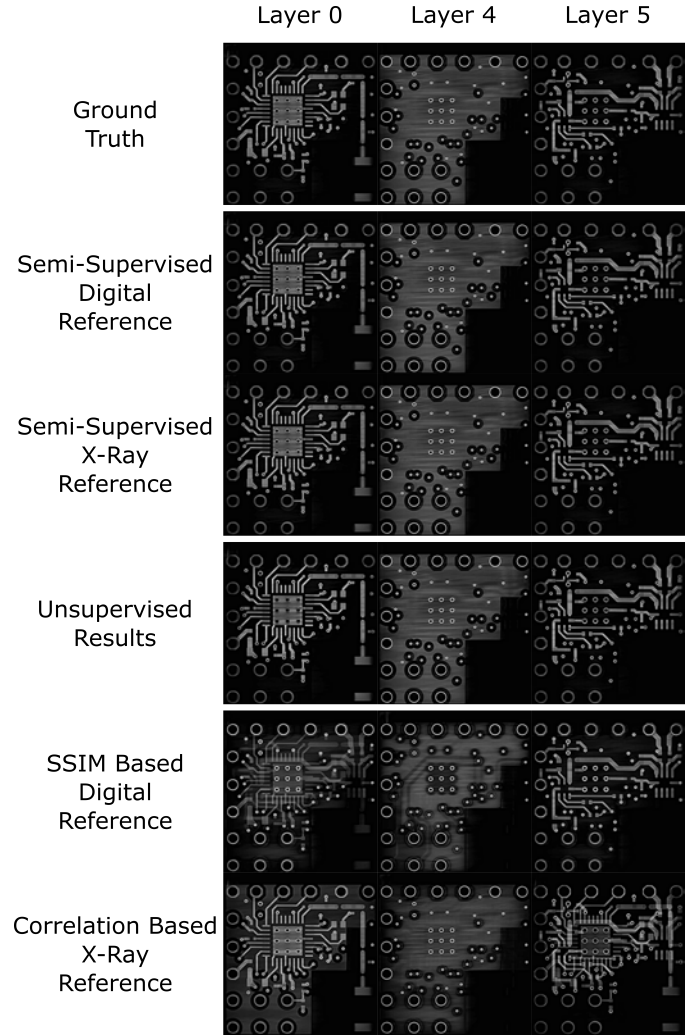 Layer 0 Layer 4 Layer 5
Ground
Truth
Semi-Supervised
Digital
Reference
Semi-Supervised
X-Ray
Reference
Unsupervised
Results
SSIM Based
Digital
Reference
Correlation Based
X-Ray
Reference